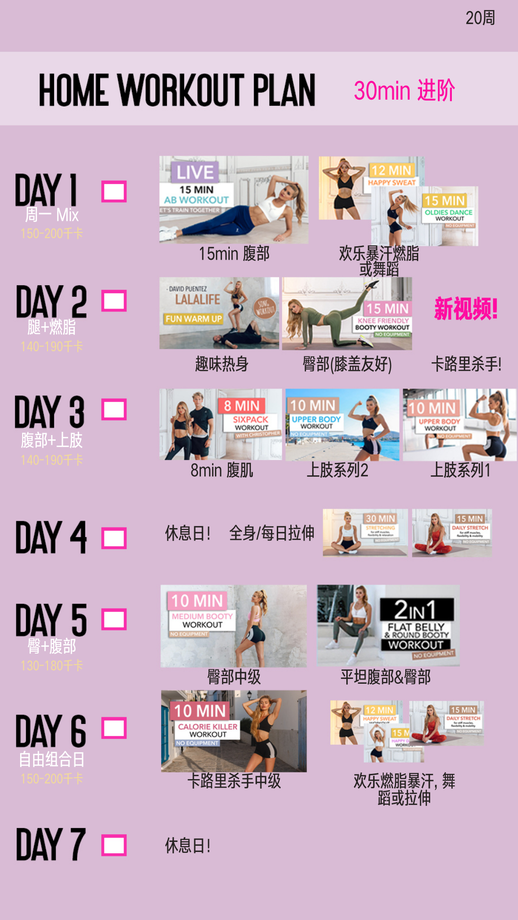 20周
HOME WORKOUT PLAN
30min 进阶
DAY 1
周一 Mix
150-200千卡
LIVE
15 MIN
AB WORKOUT
LET'S TRAIN TOGETHER
15min 腹部
12 MIN
HAPPY SWEAT
15 MIN
OLDIES DANCE
WORKOUT
NO EQUIPMENT
欢乐暴汗燃脂
或舞蹈
DAY 2
腿+燃脂
140-190千卡
DAVID PUENTEZ
LALALIFE
SONG WORKOUT
FUN WARM UP
趣味热身
15 MIN
KNEE FRIENDLY
BOOTY WORKOUT
NO EQUIPMENT
臀部(膝盖友好)
新视频!
卡路里杀手!
DAY 3
腹部+上肢
140-190千卡
8 MIN
SIXPACK
WORKOUT
WITH CHRISTOPHER
8min 腹肌
10 MIN
UPPER BODY
WORKOUT
NO EQUIPMENT
上肢系列2
10 MIN
UPPER BODY
WORKOUT
NO EQUIPMENT
上肢系列1
DAY 4
休息日!
全身/每日拉伸
30 MIN
STRETCHING
15 MIN
DAILY STRETCH
DAY 5
臀+腹部
130-180千卡
10 MIN
MEDIUM BOOTY
WORKOUT
NO EQUIPMENT
臀部中级
2 IN 1
FLAT BELLY
& ROUND BOOTY
WORKOUT
NO EQUIPMENT
平坦腹部&臀部
DAY 6
自由组合日
150-200千卡
10 MIN
CALORIE KILLER
WORKOUT
NO EQUIPMENT
卡路里杀手中级
12 MIN
HAPPY SWEAT
15 M
15 MIN
DAILY STRETCH
欢乐燃脂暴汗, 舞
蹈或拉伸
DAY 7
休息日!